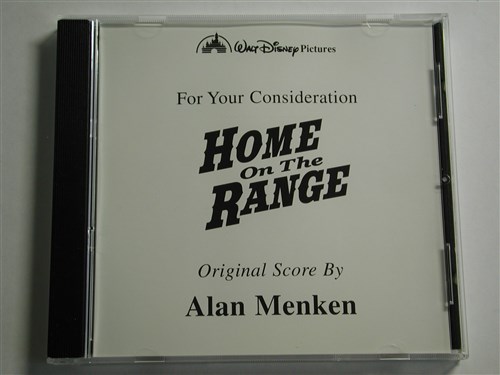 Walt Disney Pictures
For Your Consideration
HOME
On The
RANGE
Original Score By
Alan Menken